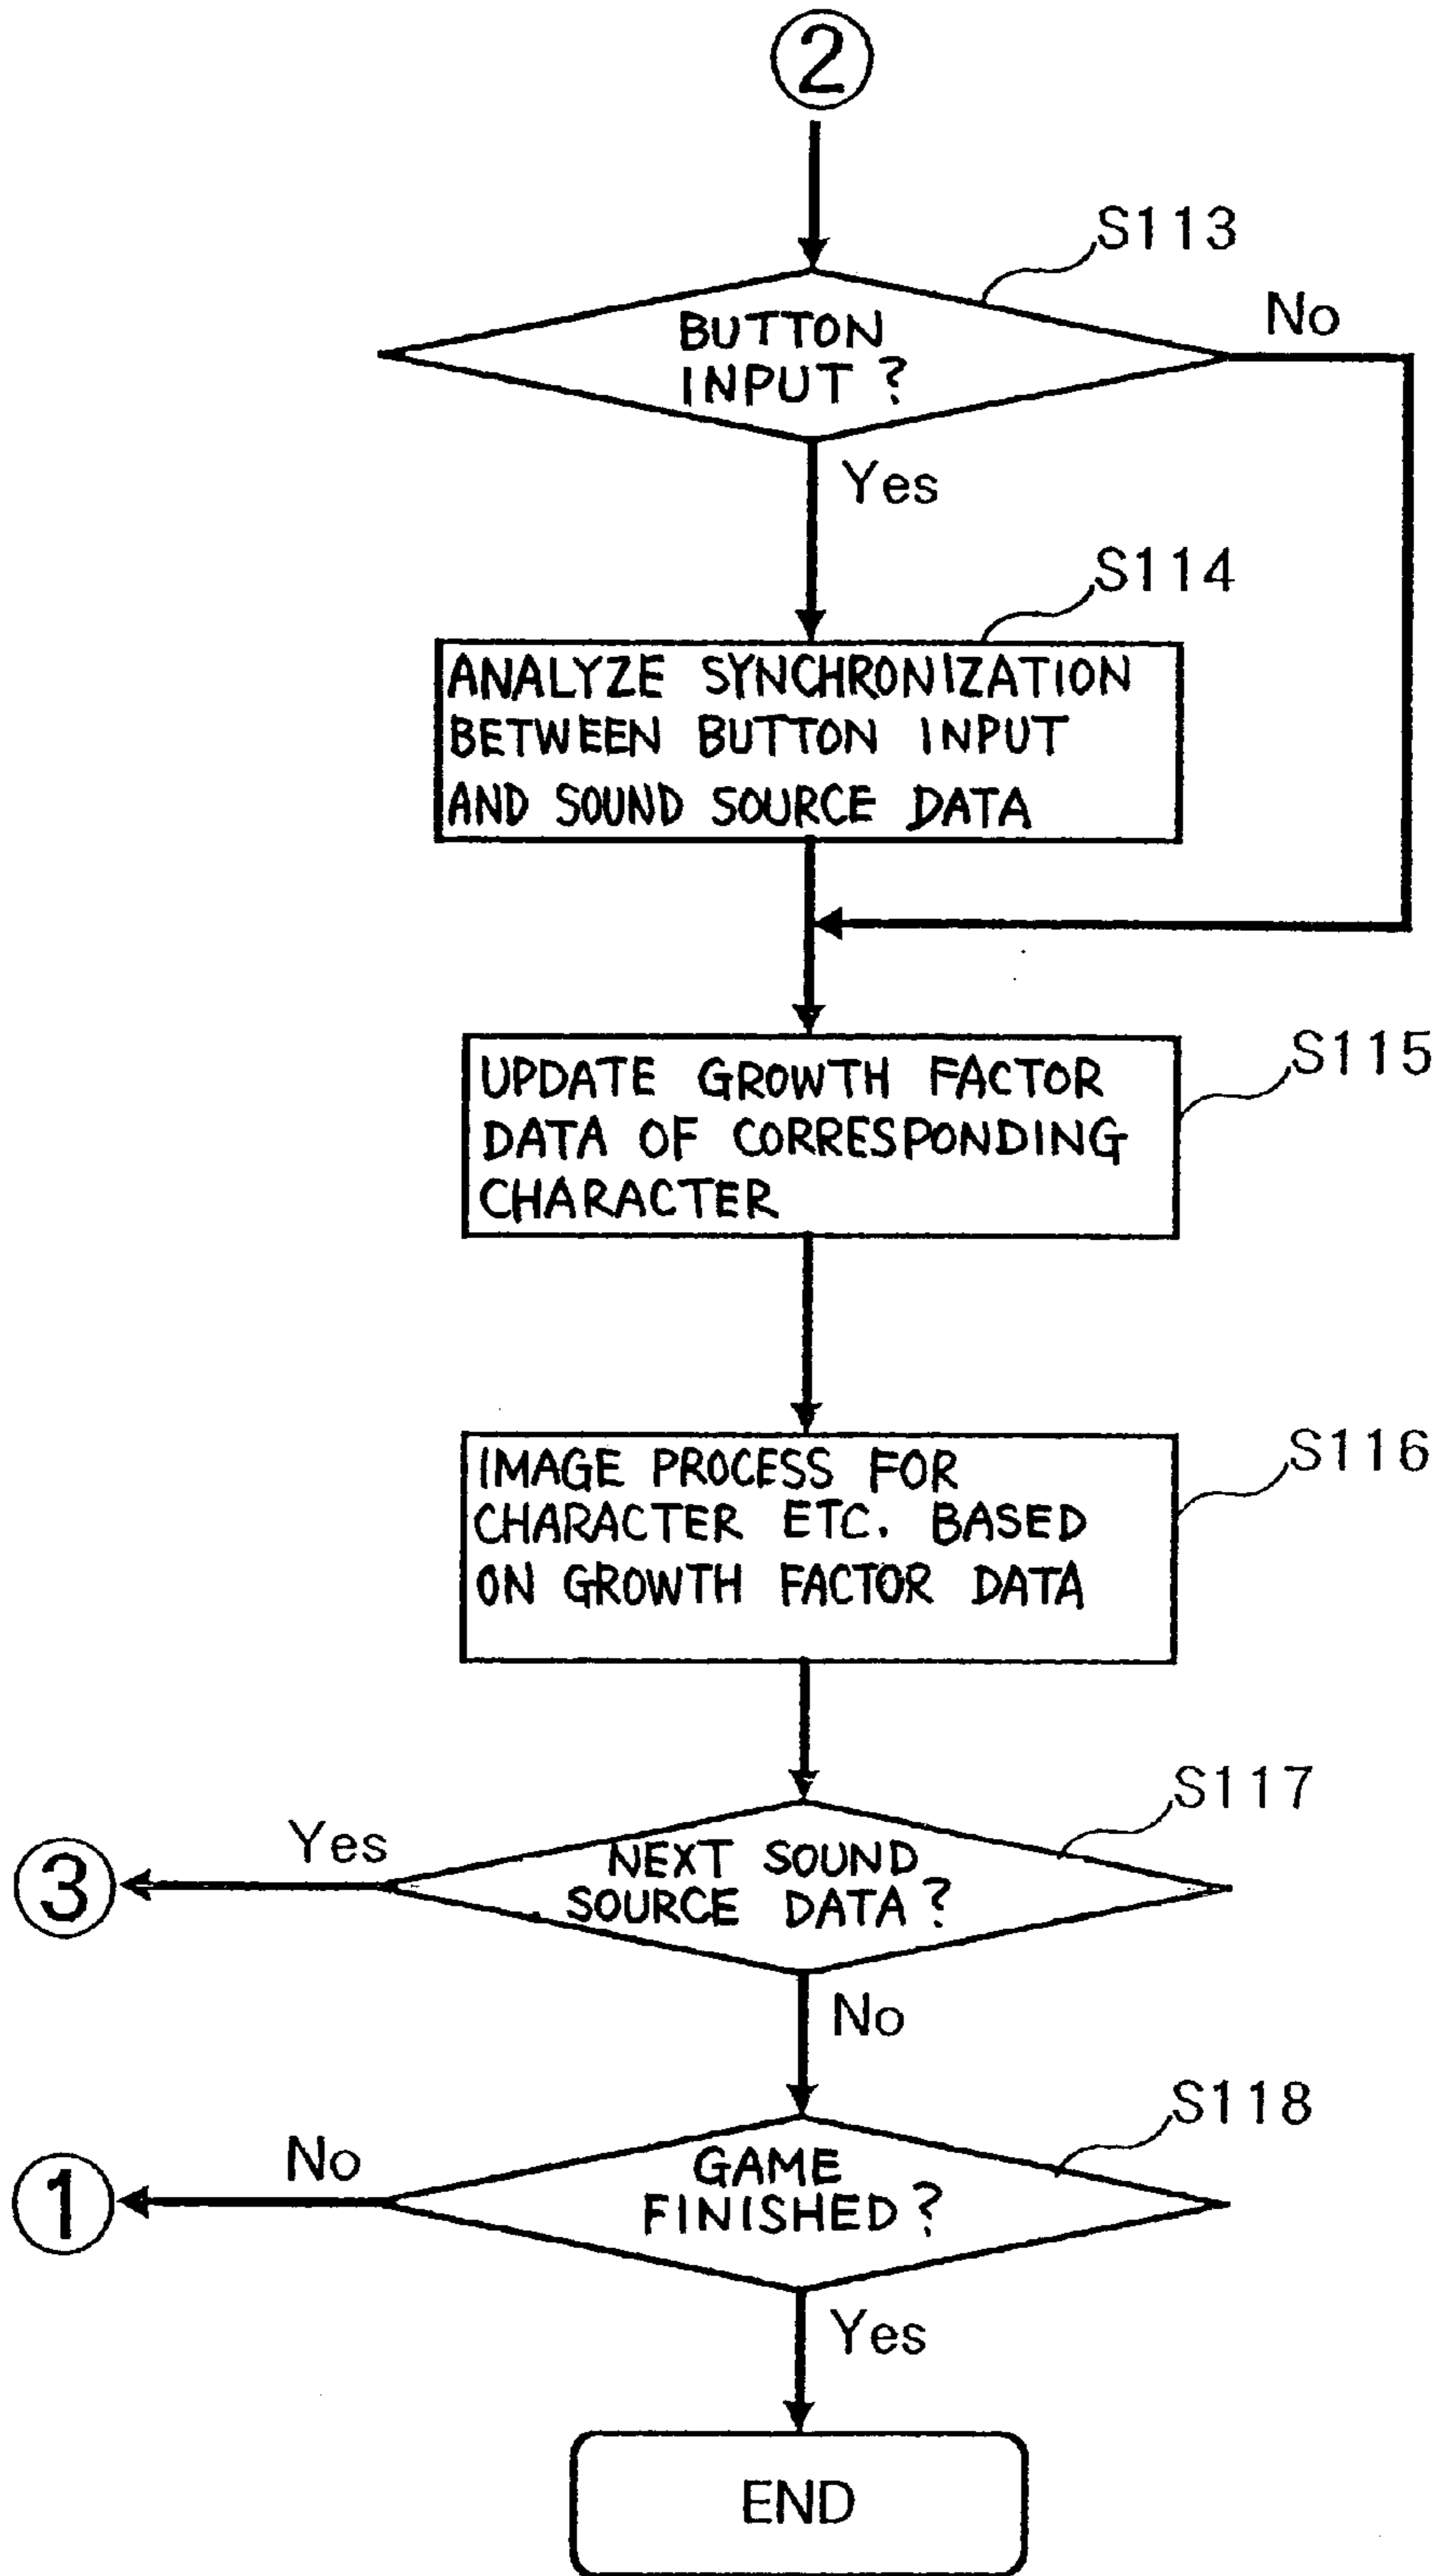 2
S113
No
BUTTON
INPUT ?
Yes
S114
ANALYZE SYNCHRONIZATION
BETWEEN BUTTON INPUT
AND SOUND SOURCE DATA
S115
UPDATE GROWTH FACTOR
DATA OF CORRESPONDING
CHARACTER
S116
IMAGE PROCESS FOR
CHARACTER ETC. BASED
ON GROWTH FACTOR DATA
S117
Yes
3
NEXT SOUND
SOURCE DATA ?
No
S118
No
1
GAME
FINISHED ?
Yes
END